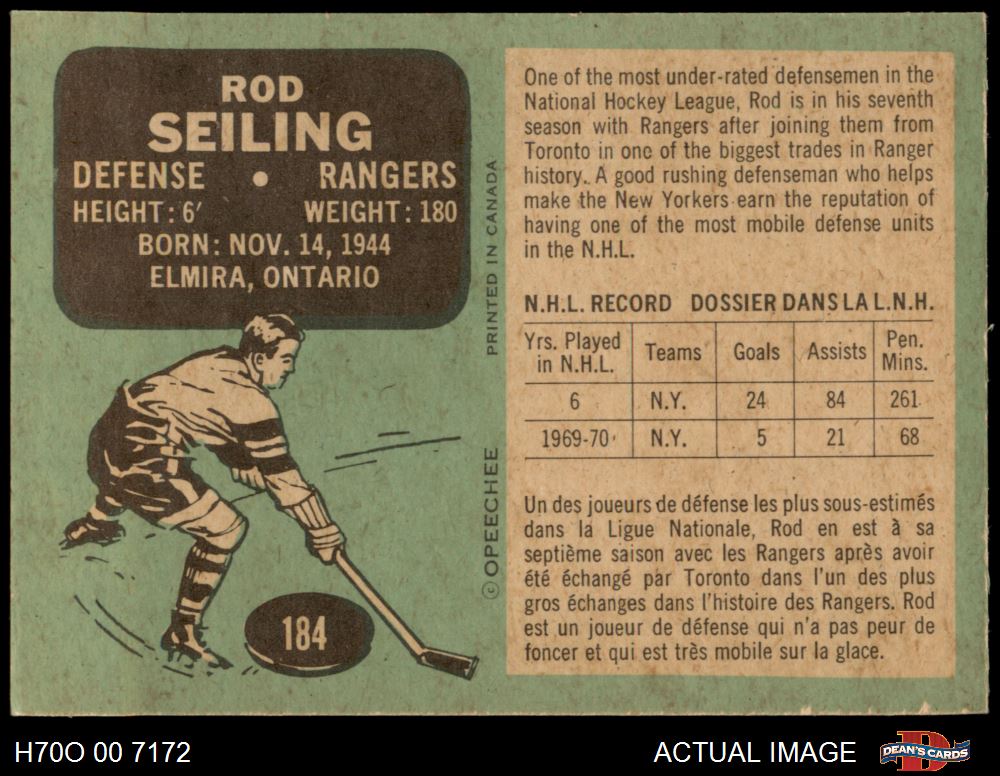 ROD
SEILING
DEFENSE • RANGERS
HEIGHT: 6′ WEIGHT: 180
BORN: NOV. 14, 1944
ELMIRA, ONTARIO
184
PRINTED IN CANADA
© OPEECHEE
One of the most under-rated defensemen in the
National Hockey League, Rod is in his seventh
season with Rangers after joining them from
Toronto in one of the biggest trades in Ranger
history. A good rushing defenseman who helps
make the New Yorkers earn the reputation of
having one of the most mobile defense units
in the N.H.L.
N.H.L. RECORD DOSSIER DANS LA L.N.H.
Yrs. Played in N.H.L. Teams Goals Assists Pen. Mins.
6 N.Y. 24 84 261
1969-70 N.Y. 5 21 68
Un des joueurs de défense les plus sous-estimés
dans la Ligue Nationale, Rod en est à sa
septième saison avec les Rangers après avoir
été échangé par Toronto dans l'un des plus
gros échanges dans l'histoire des Rangers. Rod
est un joueur de défense qui n'a pas peur de
foncer et qui est très mobile sur la glace.
H70O 00 7172
ACTUAL IMAGE
DEAN'S CARDS